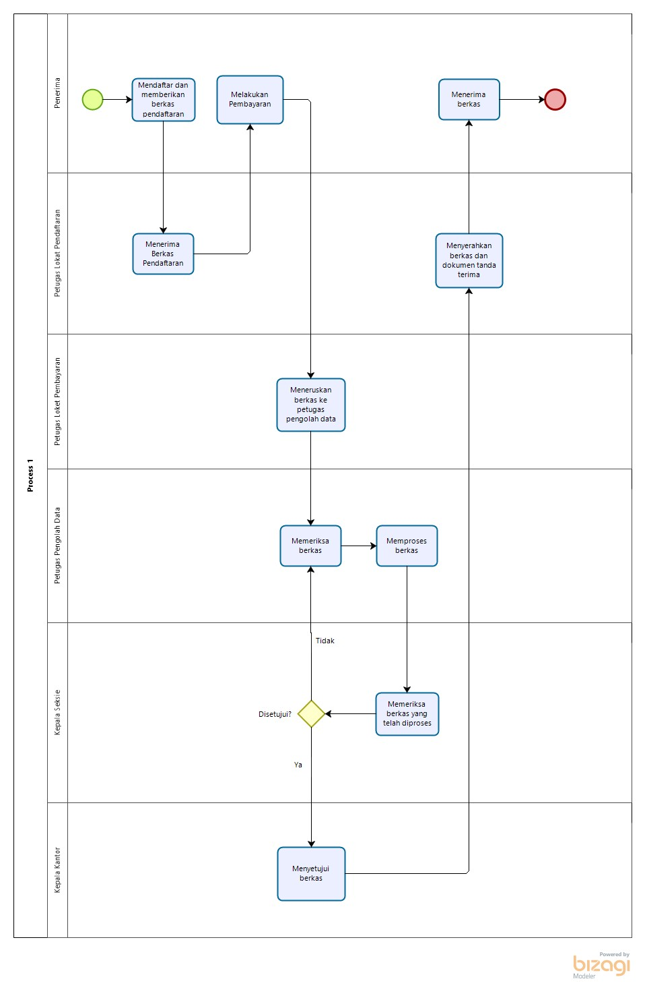 Process 1
Penerima
Mendaftar dan
memberikan
berkas
pendaftaran
Melakukan
Pembayaran
Menerima
berkas
Petugas Lokat Pendaftaran
Menerima
Berkas
Pendaftaran
Menyerahkan
berkas dan
dokumen tanda
terima
Petugas Loket Pembayaran
Meneruskan
berkas ke
petugas
pengolah data
Petugas Pengolah Data
Memeriksa
berkas
Memproses
berkas
Kepala Seksie
Tidak
Disetujui?
Memeriksa
berkas yang
telah diproses
Ya
Kepala Kantor
Menyetujui
berkas
Powered by
bizagi
Modeler